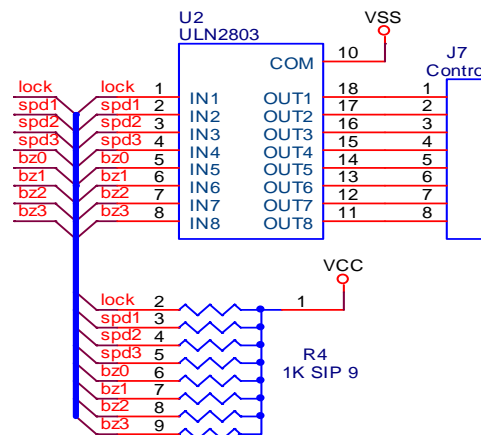 U2
ULN2803
VSS
10
COM
J7
Contro
lock lock 1 IN1 OUT1 18 1
spd1 spd1 2 IN2 OUT2 17 2
spd2 spd2 3 IN3 OUT3 16 3
spd3 spd3 4 IN4 OUT4 15 4
bz0 bz0 5 IN5 OUT5 14 5
bz1 bz1 6 IN6 OUT6 13 6
bz2 bz2 7 IN7 OUT7 12 7
bz3 bz3 8 IN8 OUT8 11 8
VCC
lock 2 1
spd1 3
spd2 4
spd3 5
bz0 6
bz1 7
bz2 8
bz3 9
R4
1K SIP 9